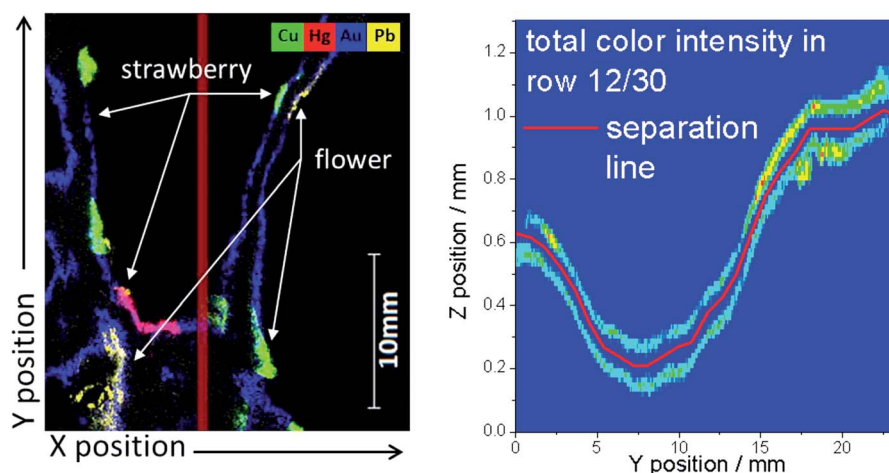 Cu Hg Au Pb
strawberry
flower
10mm
Y position
X position
total color intensity in
row 12/30
separation
line
1.2
1.0
0.8
0.6
0.4
0.2
0.0
Z position / mm
0 5 10 15 20
Y position / mm